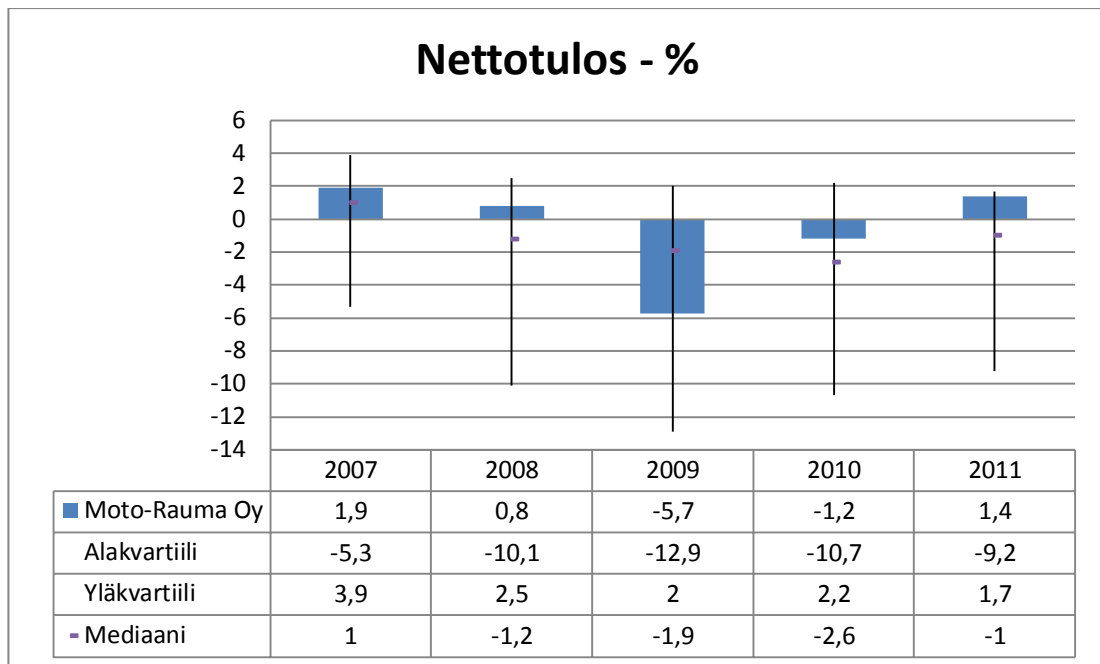 Nettotulos - %
6
4
2
0
-2
-4
-6
-8
-10
-12
-14
2007 2008 2009 2010 2011
Moto-Rauma Oy 1,9 0,8 -5,7 -1,2 1,4
Alakvartiili -5,3 -10,1 -12,9 -10,7 -9,2
Yläkvartiili 3,9 2,5 2 2,2 1,7
Mediaani 1 -1,2 -1,9 -2,6 -1